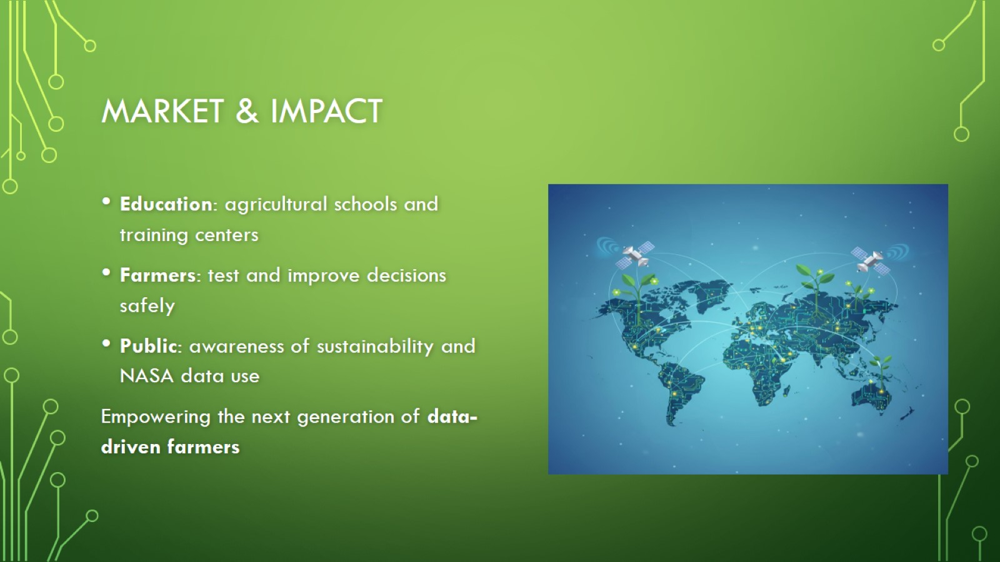 MARKET & IMPACT
• Education: agricultural schools and
training centers
• Farmers: test and improve decisions
safely
• Public: awareness of sustainability and
NASA data use
Empowering the next generation of data-
driven farmers